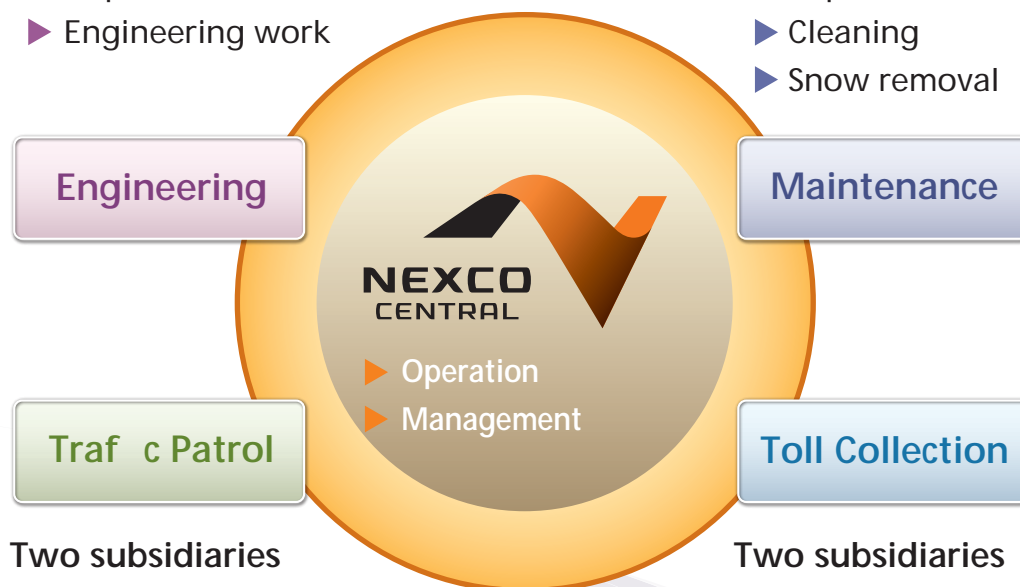 Engineering work
Cleaning
Snow removal
Engineering
Maintenance
NEXCO
CENTRAL
Operation
Management
Traf c Patrol
Toll Collection
Two subsidiaries
Two subsidiaries